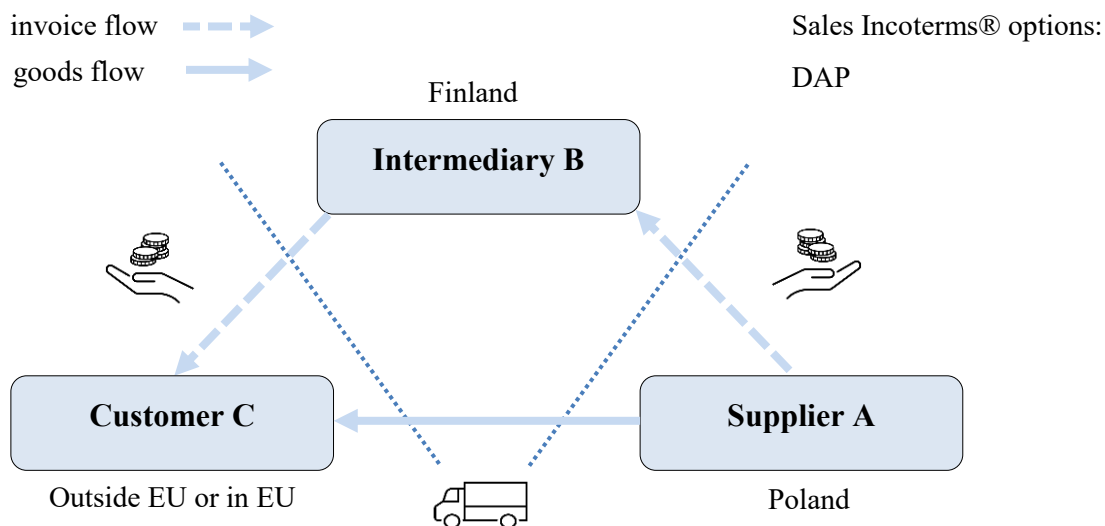 invoice flow
Sales Incoterms® options:
goods flow
DAP
Finland
Intermediary B
Customer C
Supplier A
Outside EU or in EU
Poland